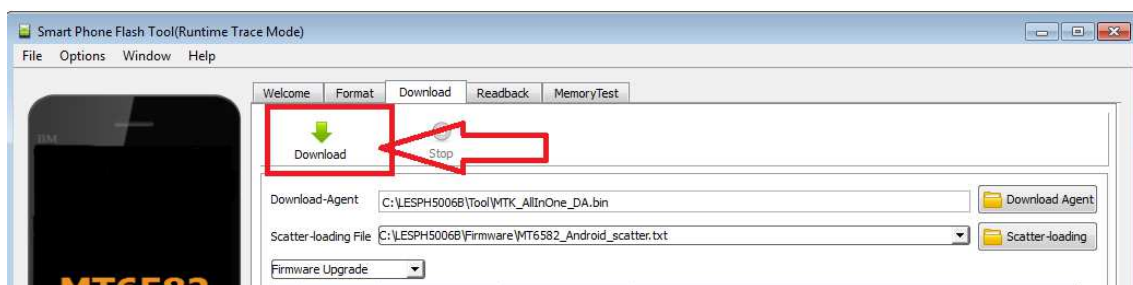 Smart Phone Flash Tool(Runtime Trace Mode)
File Options Window Help
Welcome Format Download Readback MemoryTest
BM
Download Stop
Download-Agent C:\LESPH5006B\Tool\MTK_AllInOne_DA.bin Download Agent
Scatter-loading File C:\LESPH5006B\Firmware\MT6582_Android_scatter.txt Scatter-loading
Firmware Upgrade
MT6582